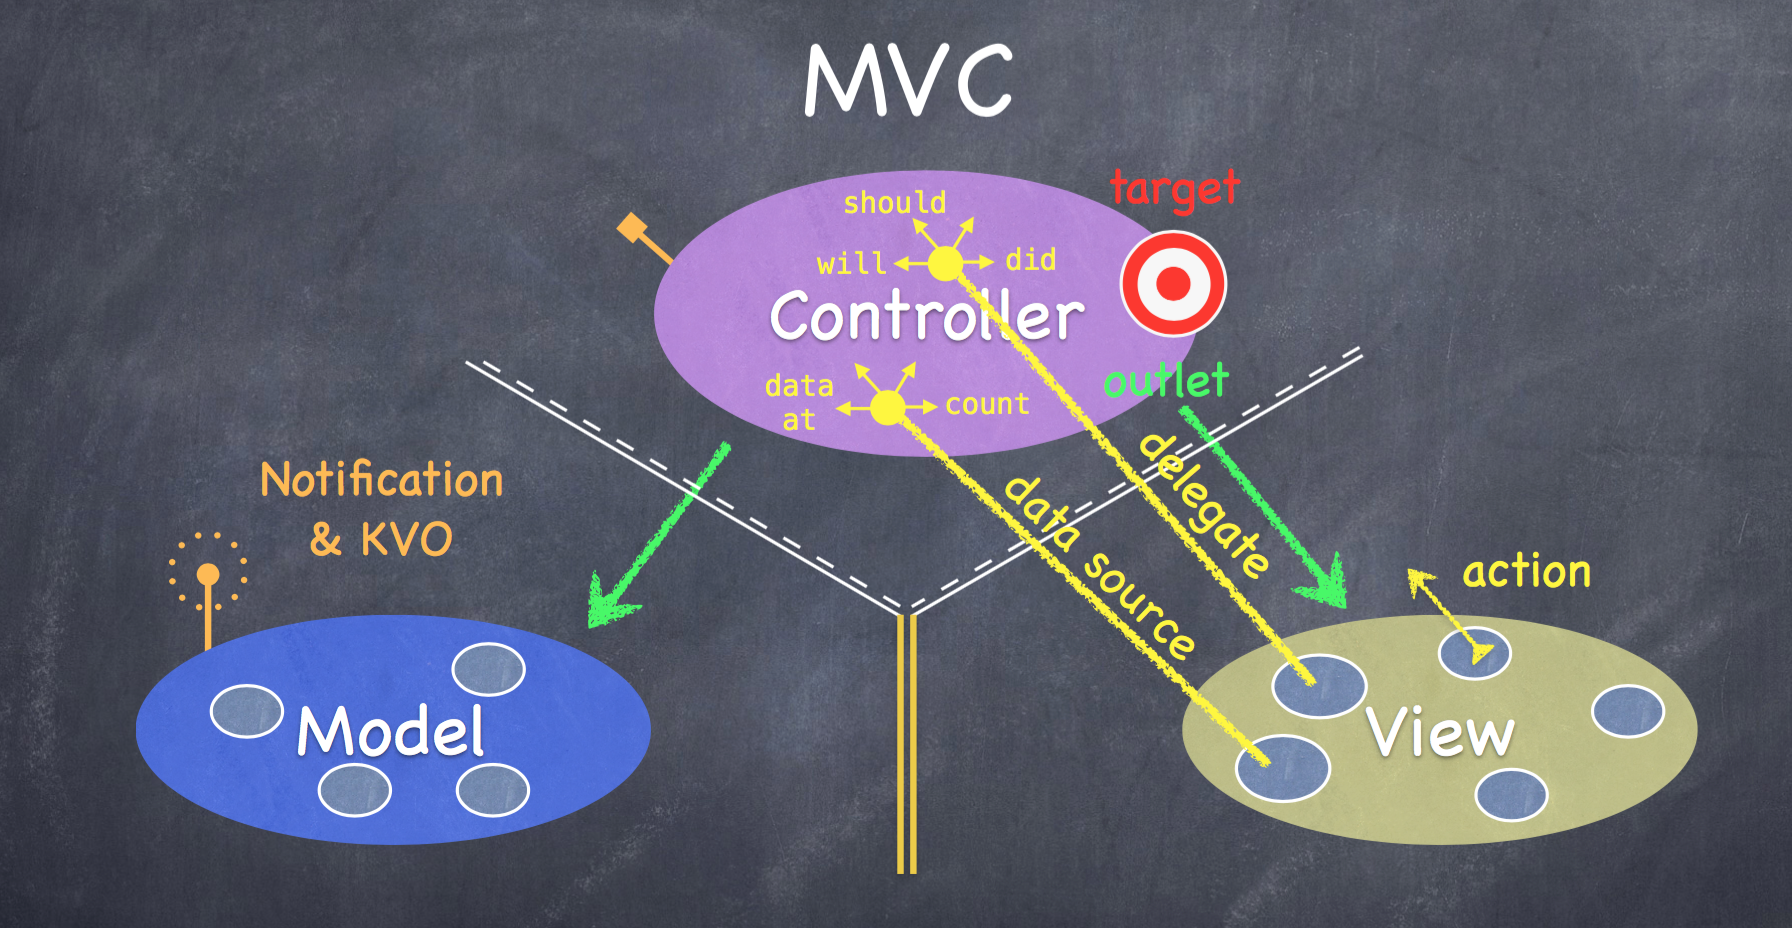 MVC
should
target
will
did
Controller
data
at
count
outlet
delegate
data source
Notification
& KVO
action
Model
View